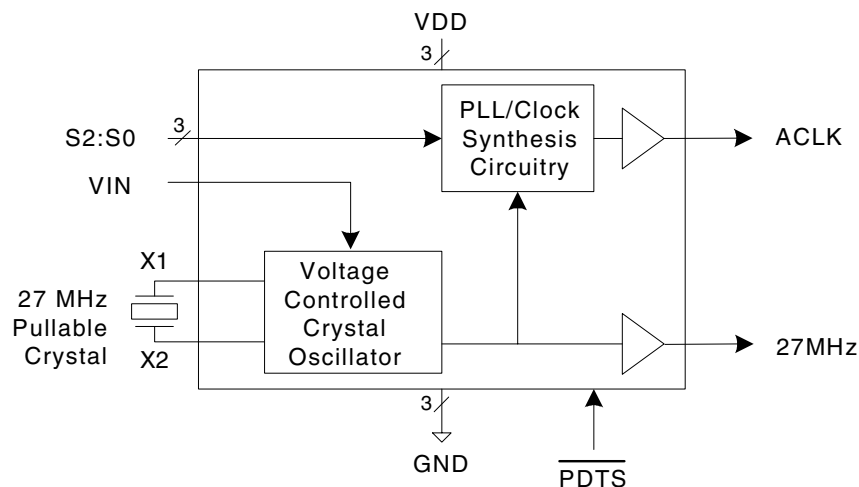 VDD
3
S2:S0
3
PLL/Clock
Synthesis
Circuitry
ACLK
VIN
X1
27 MHz
Pullable
Crystal
X2
Voltage
Controlled
Crystal
Oscillator
27MHz
3
GND
PDTS